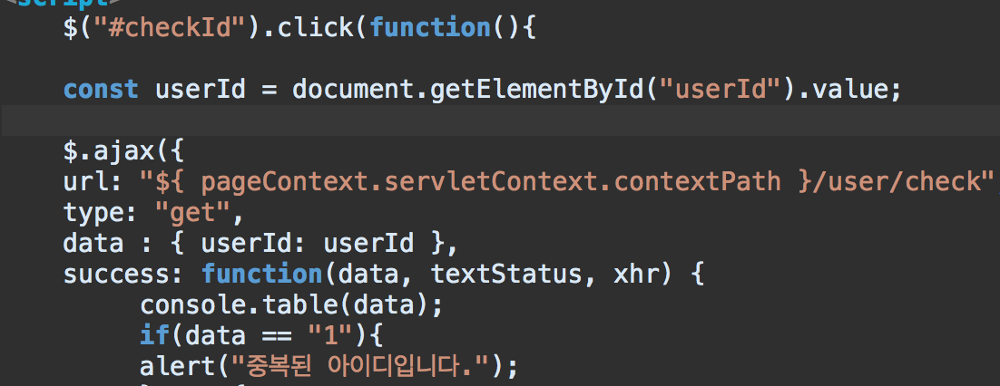 <script>
$("#checkId").click(function(){
const userId = document.getElementById("userId").value;
$.ajax({
url: "${ pageContext.servletContext.contextPath }/user/check"
type: "get",
data : { userId: userId },
success: function(data, textStatus, xhr) {
console.table(data);
if(data == "1"){
alert("중복된 아이디입니다.");